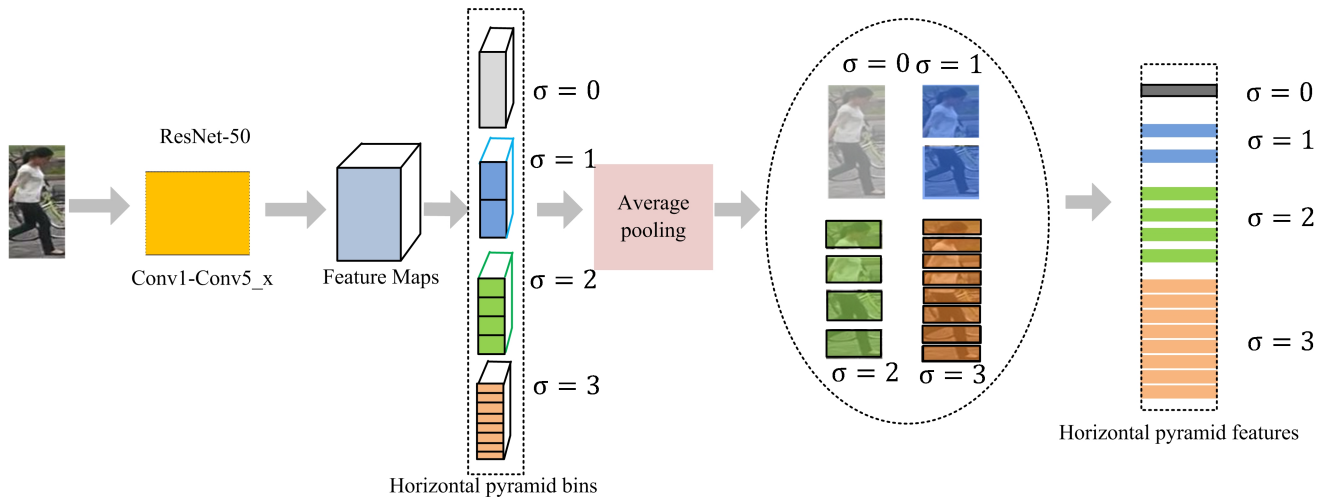 ResNet-50
Conv1-Conv5_x
Feature Maps
σ = 0
σ = 1
σ = 2
σ = 3
Horizontal pyramid bins
Average
pooling
σ = 0 σ = 1
σ = 2 σ = 3
σ = 0
σ = 1
σ = 2
σ = 3
Horizontal pyramid features